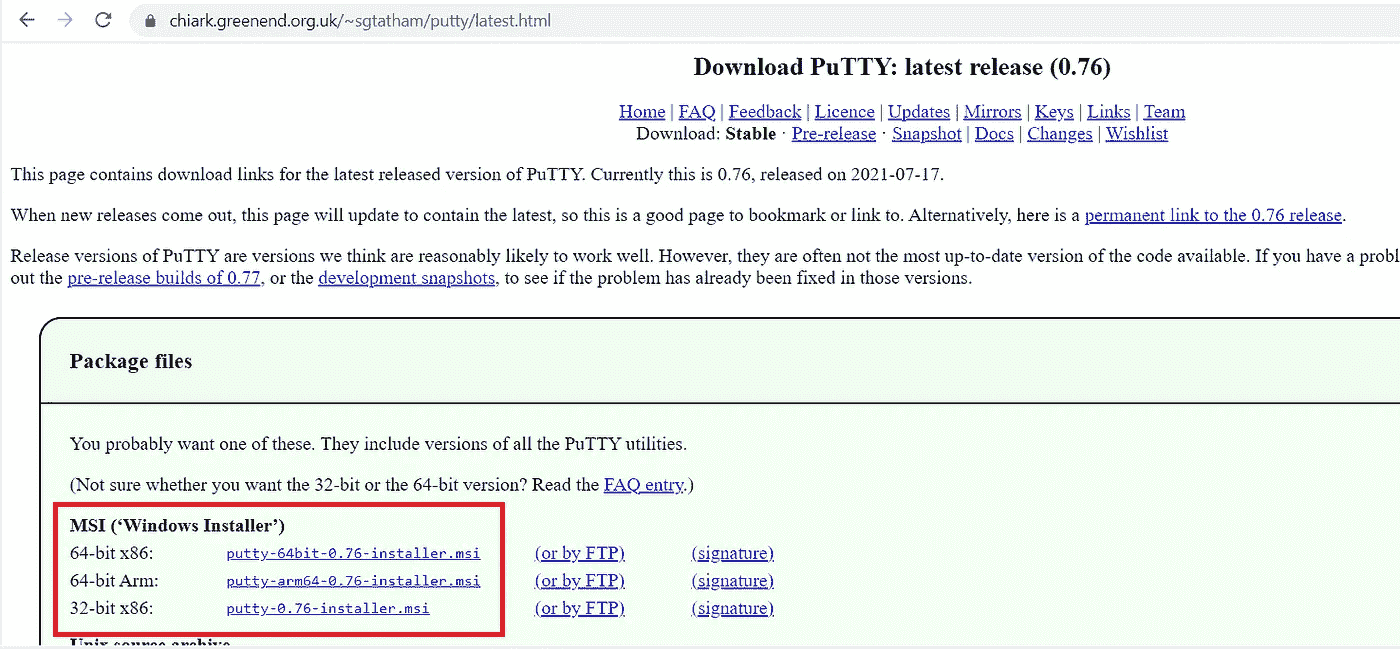 chiark.greenend.org.uk/~sgtatham/putty/latest.html
Download PuTTY: latest release (0.76)
Home | FAQ | Feedback | Licence | Updates | Mirrors | Keys | Links | Team
Download: Stable · Pre-release · Snapshot | Docs | Changes | Wishlist
This page contains download links for the latest released version of PuTTY. Currently this is 0.76, released on 2021-07-17.
When new releases come out, this page will update to contain the latest, so this is a good page to bookmark or link to. Alternatively, here is a permanent link to the 0.76 release.
Release versions of PuTTY are versions we think are reasonably likely to work well. However, they are often not the most up-to-date version of the code available. If you have a probl
out the pre-release builds of 0.77, or the development snapshots, to see if the problem has already been fixed in those versions.
Package files
You probably want one of these. They include versions of all the PuTTY utilities.
(Not sure whether you want the 32-bit or the 64-bit version? Read the FAQ entry.)
MSI (‘Windows Installer’)
64-bit x86: putty-64bit-0.76-installer.msi (or by FTP) (signature)
64-bit Arm: putty-arm64-0.76-installer.msi (or by FTP) (signature)
32-bit x86: putty-0.76-installer.msi (or by FTP) (signature)
Unix source archive